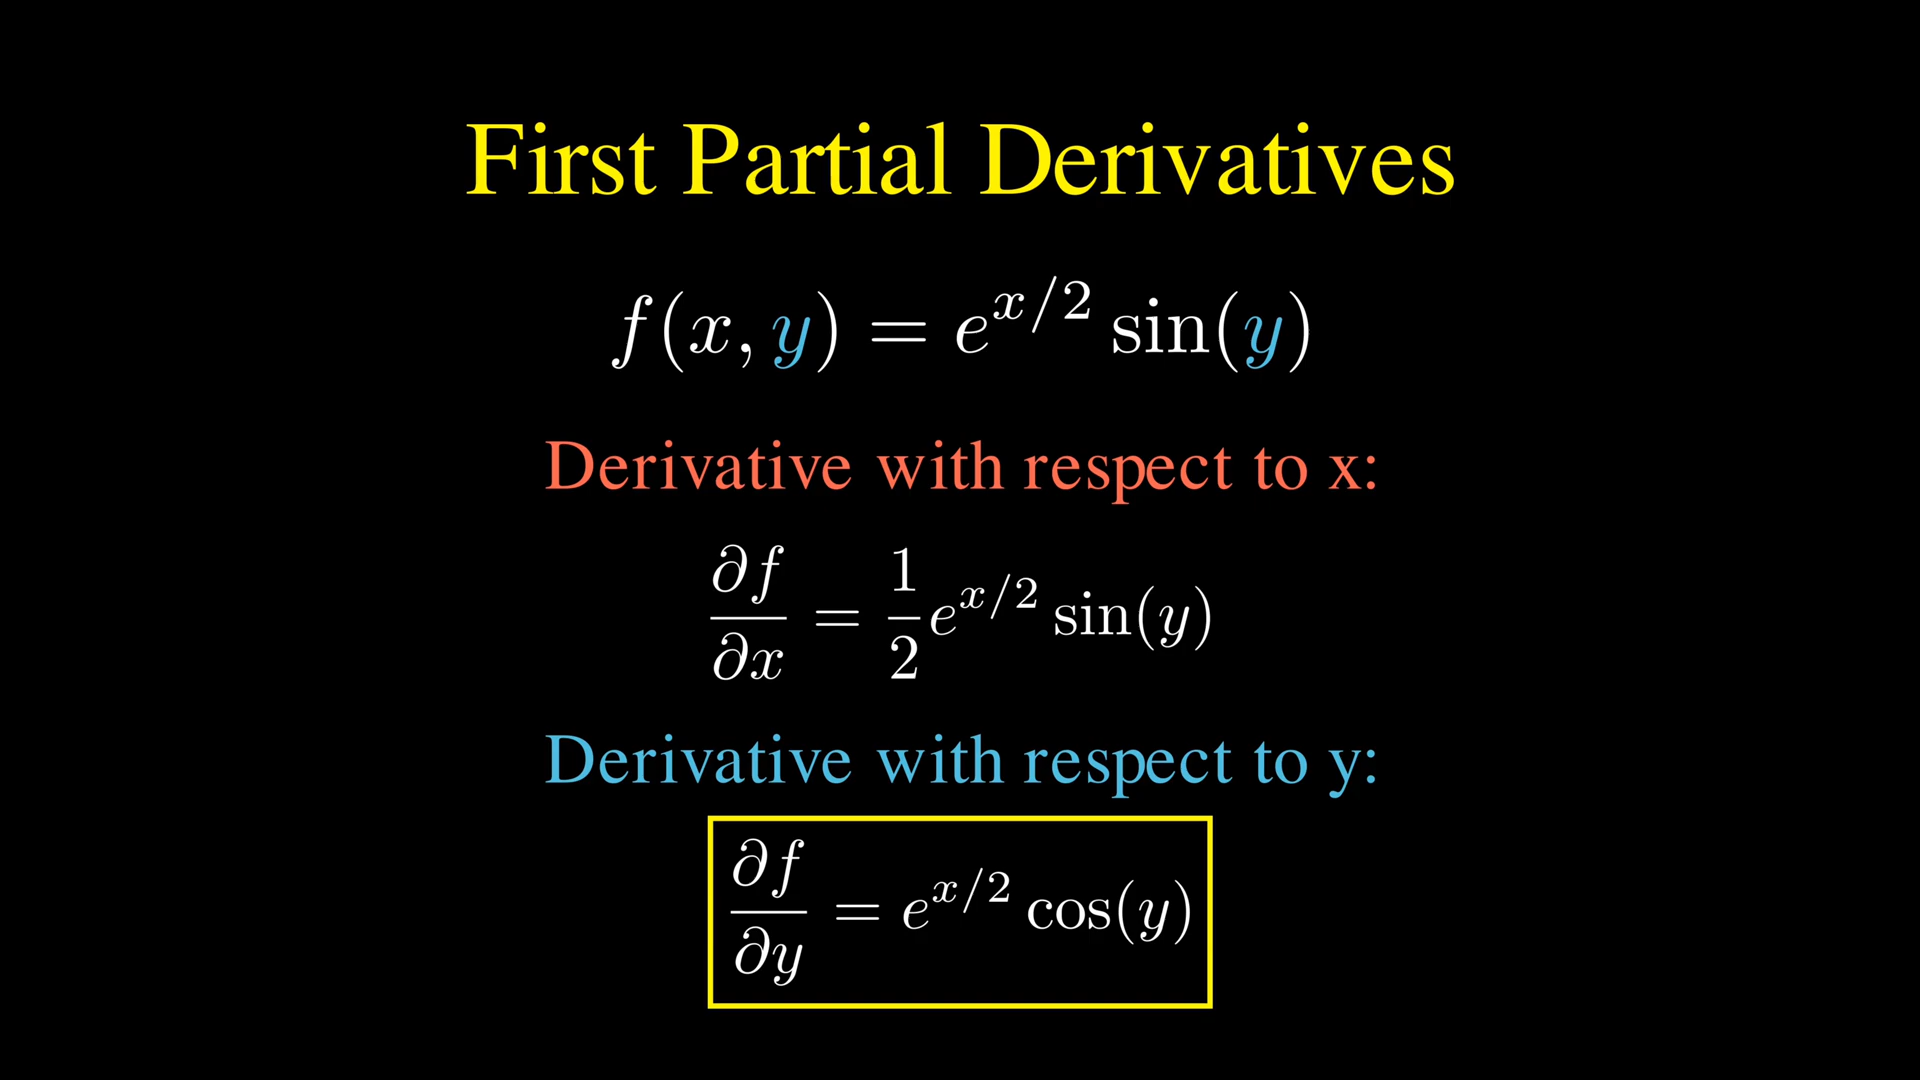 First Partial Derivatives
f(x, y) = e^{x/2} sin(y)
Derivative with respect to x:
∂f/∂x = 1/2 e^{x/2} sin(y)
Derivative with respect to y:
∂f/∂y = e^{x/2} cos(y)